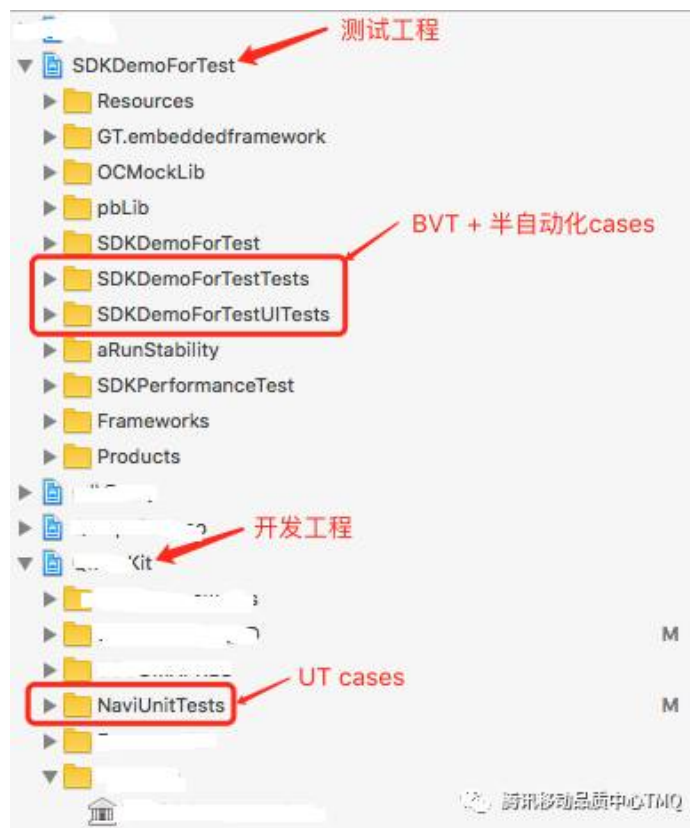 测试工程
SDKDemoForTest
Resources
GT.embeddedframework
OCMockLib
pbLib
BVT + 半自动化cases
SDKDemoForTest
SDKDemoForTestTests
SDKDemoForTestUITests
aRunStability
SDKPerformanceTest
Frameworks
Products
开发工程
Kit
M
UT cases
NaviUnitTests M
腾讯移动品质中心TMQ